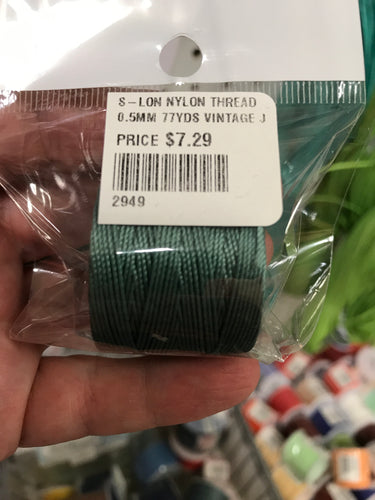 S-LON NYLON THREAD
0.5MM 77YDS VINTAGE J
PRICE $7.29
2949